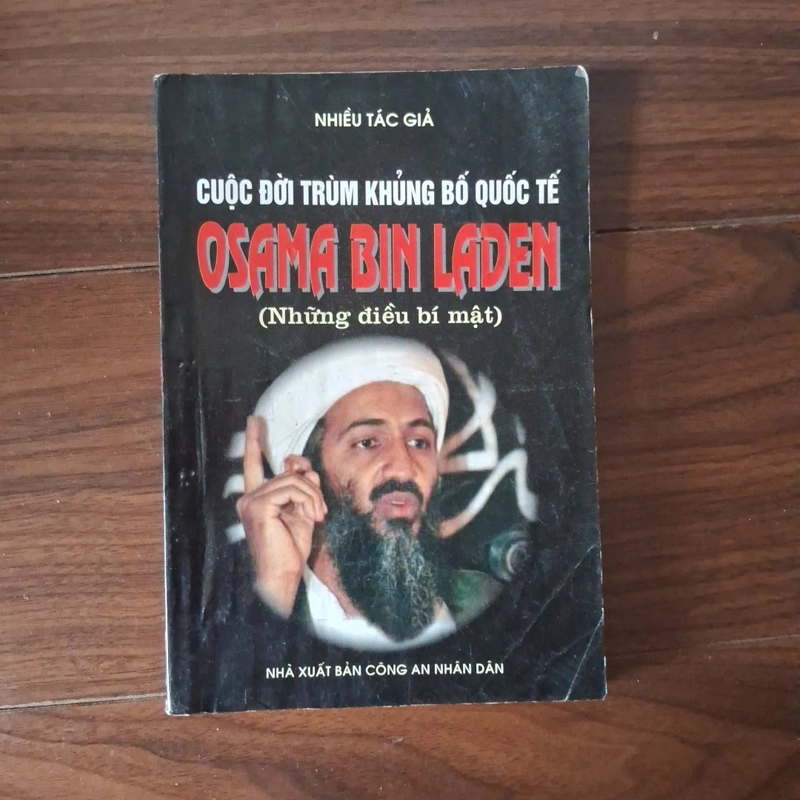 NHIỀU TÁC GIẢ
CUỘC ĐỜI TRÙM KHỦNG BỐ QUỐC TẾ
OSAMA BIN LADEN
(Những điều bí mật)
NHÀ XUẤT BẢN CÔNG AN NHÂN DÂN